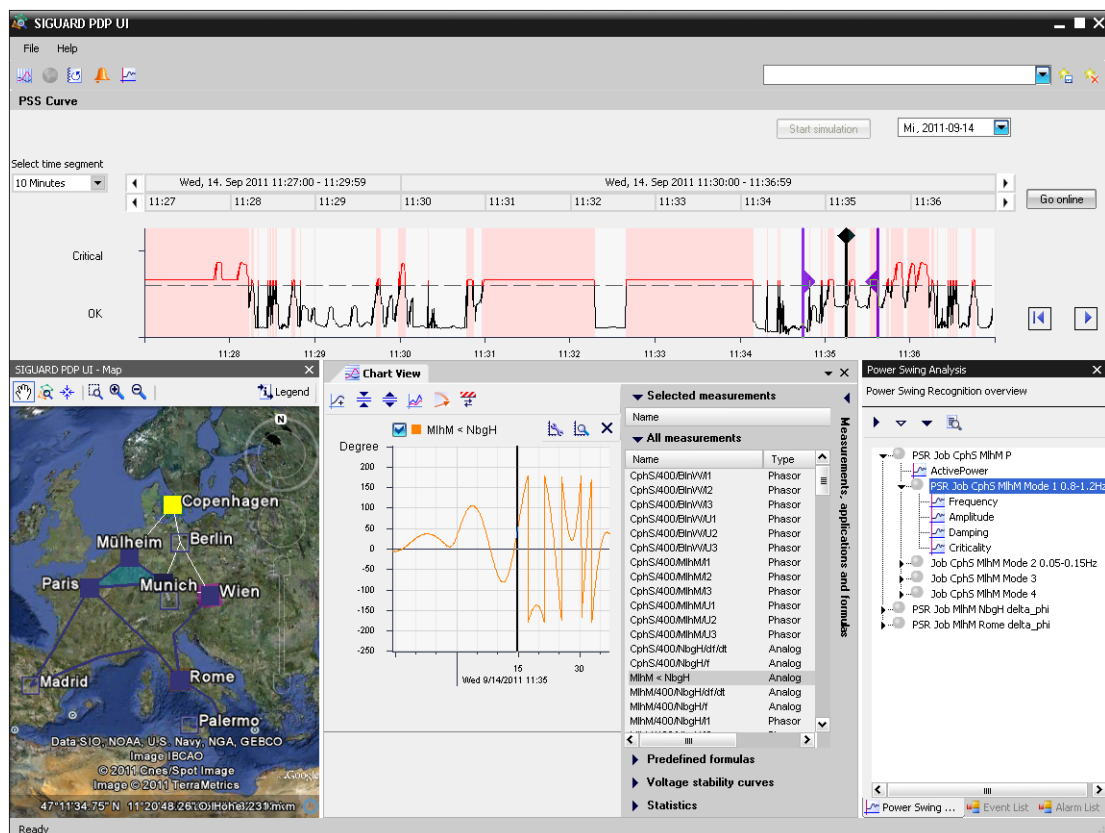 SIGUARD PDP UI
File Help
PSS Curve
Start simulation
Mi , 2011-09-14
Select time segment
10 Minutes
Wed, 14. Sep 2011 11:27:00 - 11:29:59
Wed, 14. Sep 2011 11:30:00 - 11:36:59
11:27 11:28 11:29 11:30 11:31 11:32 11:33 11:34 11:35 11:36
Go online
Critical
OK
11:28 11:29 11:30 11:31 11:32 11:33 11:34 11:35 11:36
SIGUARD PDP UI - Map
Legend
N
Copenhagen
Berlin
Mülheim
Paris
Munich
Wien
Madrid
Rome
Palermo
Data SIO, NOAA, U.S. Navy, NGA, GEBCO
Image IBCAO
© 2011 Cnes/Spot Image
Image © 2011 TerraMetrics
Google
47°11'34.75" N
Chart View
MlhM < NbgH
Degree
200
150
100
50
0
-50
-100
-150
-200
-250
15 30
Wed 9/14/2011 11:35
Selected measurements
Name
All measurements
Name Type
CphS/400/BlnW/I1 Phasor
CphS/400/BlnW/I2 Phasor
CphS/400/BlnW/I3 Phasor
CphS/400/BlnW/U1 Phasor
CphS/400/BlnW/U2 Phasor
CphS/400/BlnW/U3 Phasor
CphS/400/MlhM/I1 Phasor
CphS/400/MlhM/I2 Phasor
CphS/400/MlhM/I3 Phasor
CphS/400/MlhM/U1 Phasor
CphS/400/MlhM/U2 Phasor
CphS/400/MlhM/U3 Phasor
CphS/400/NbgH/df/dt Analog
CphS/400/NbgH/f Analog
MlhM < NbgH Analog
MlhM/400/NbgH/df/dt Analog
MlhM/400/NbgH/f Analog
MlhM/400/NbgH/I1 Phasor
Predefined formulas
Voltage stability curves
Statistics
Measurements, applications and formulas
Power Swing Analysis
Power Swing Recognition overview
PSR Job CphS MlhM P
ActivePower
PSR Job CphS MlhM Mode 1 0.8-1.2Hz
Frequency
Amplitude
Damping
Criticality
Job CphS MlhM Mode 2 0.05-0.15Hz
Job CphS MlhM Mode 3
Job CphS MlhM Mode 4
PSR Job MlhM NbgH delta_phi
PSR Job MlhM Rome delta_phi
Power Swing ... Event List Alarm List
Ready